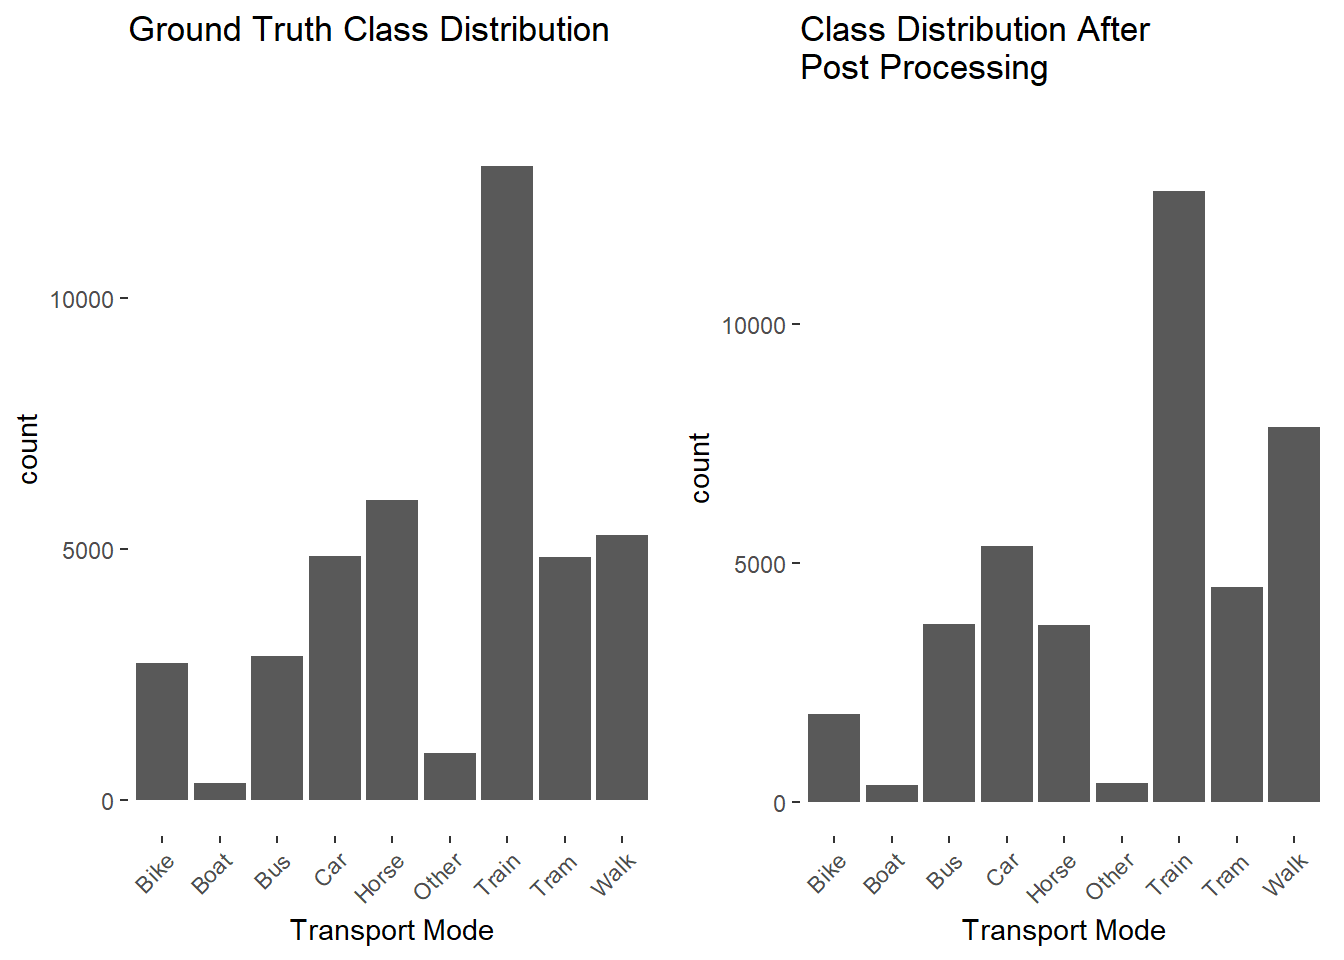 Ground Truth Class Distribution
10000
5000
0
count
Bike
Boat
Bus
Car
Horse
Other
Train
Tram
Walk
Transport Mode
Class Distribution After
Post Processing
10000
5000
0
count
Bike
Boat
Bus
Car
Horse
Other
Train
Tram
Walk
Transport Mode